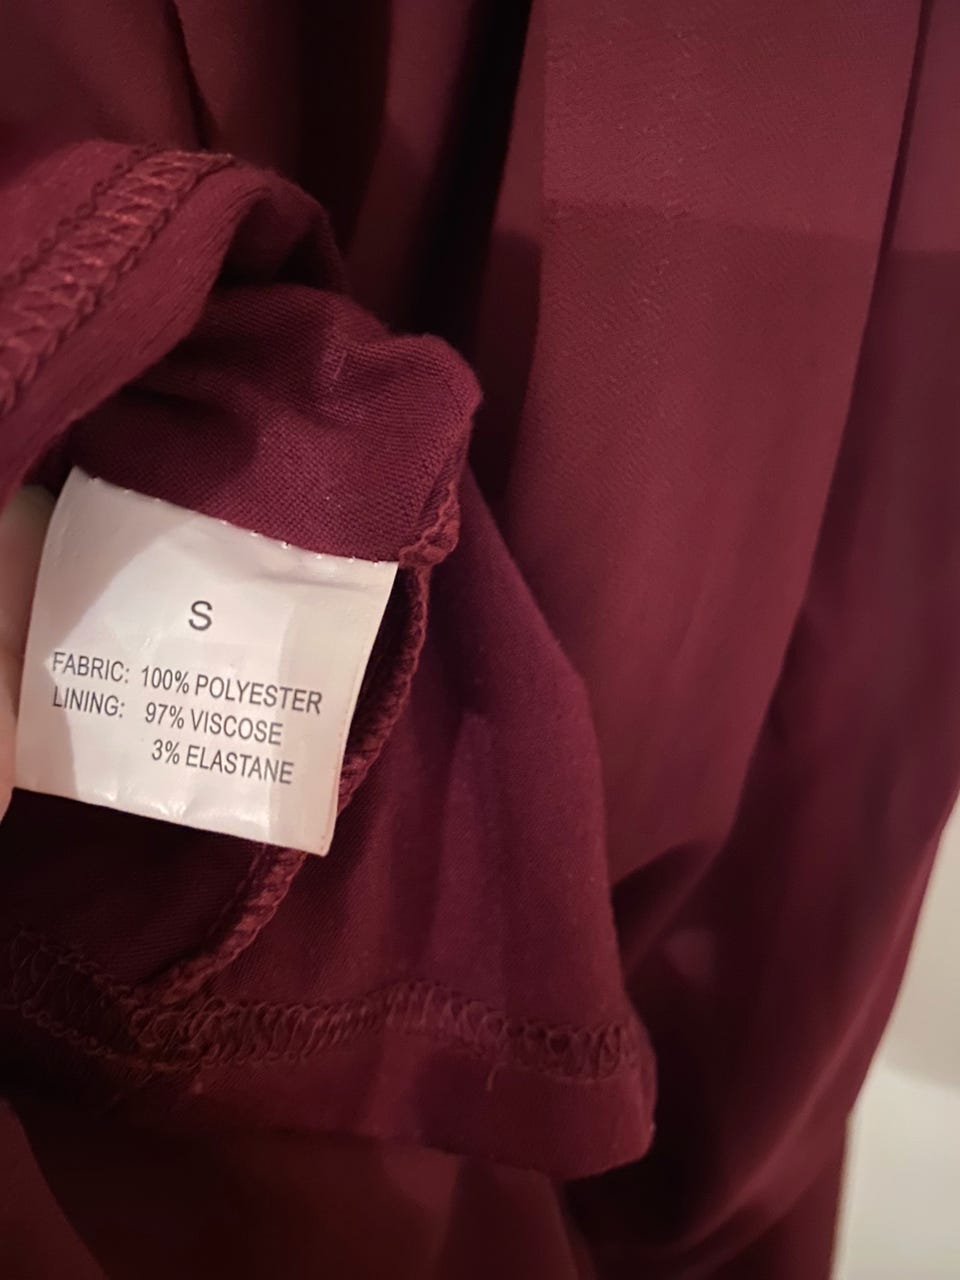 S
FABRIC: 100% POLYESTER
LINING: 97% VISCOSE
3% ELASTANE